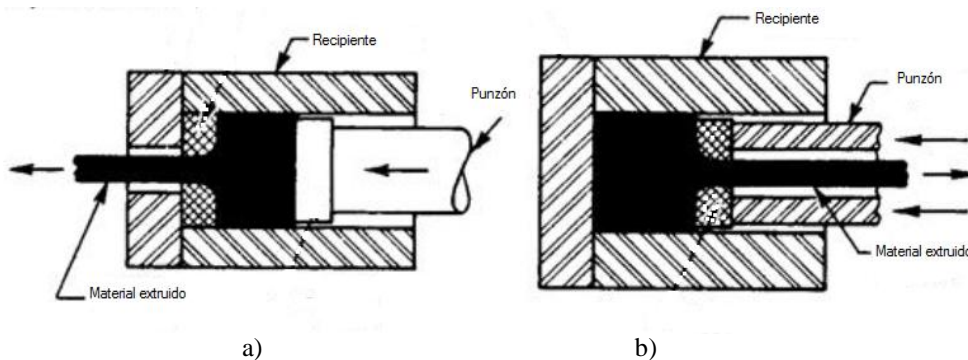 Recipiente
Punzón
Material extruido
a)
Recipiente
Punzón
Material extruido
b)